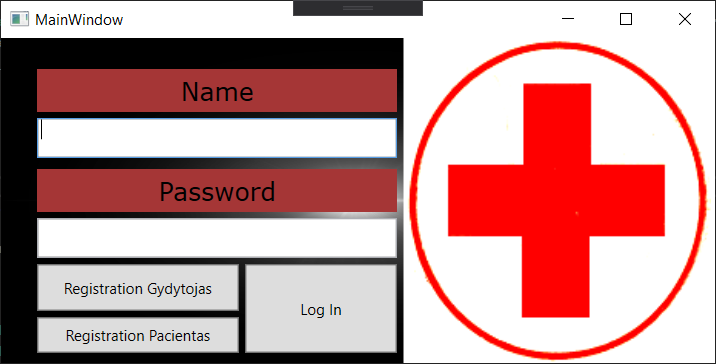 MainWindow
Name
Password
Registration Gydytojas
Log In
Registration Pacientas